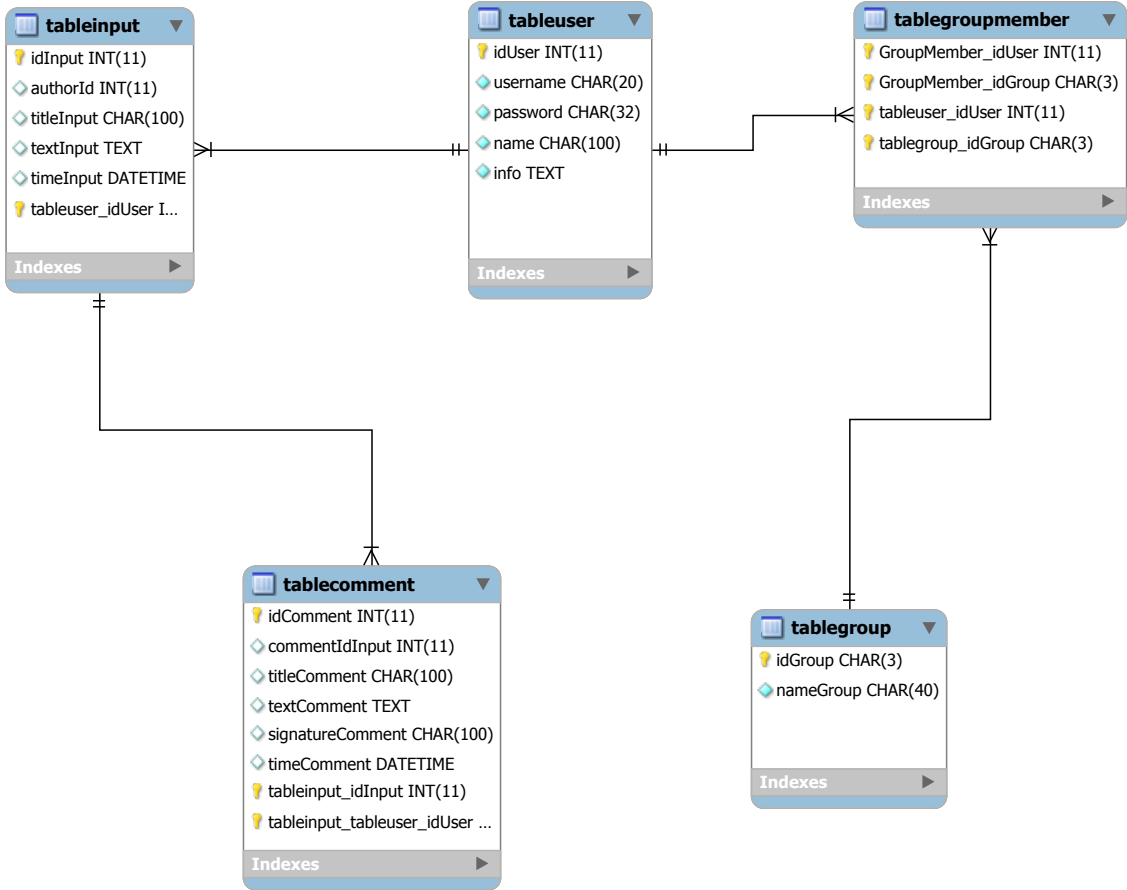 tableinput
idInput INT(11)
authorId INT(11)
titleInput CHAR(100)
textInput TEXT
timeInput DATETIME
tableuser_idUser I...
Indexes
tableuser
idUser INT(11)
username CHAR(20)
password CHAR(32)
name CHAR(100)
info TEXT
Indexes
tablegroupmember
GroupMember_idUser INT(11)
GroupMember_idGroup CHAR(3)
tableuser_idUser INT(11)
tablegroup_idGroup CHAR(3)
Indexes
tablecomment
idComment INT(11)
commentIdInput INT(11)
titleComment CHAR(100)
textComment TEXT
signatureComment CHAR(100)
timeComment DATETIME
tableinput_idInput INT(11)
tableinput_tableuser_idUser ...
Indexes
tablegroup
idGroup CHAR(3)
nameGroup CHAR(40)
Indexes